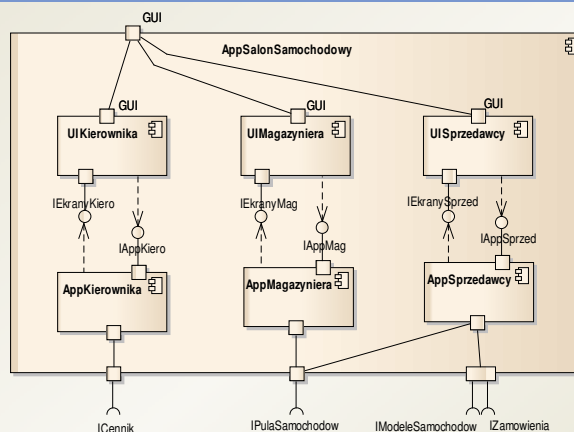 GUI
AppSalonSamochodowy
GUI
GUI
GUI
UIKierownika
UIMagazyniera
UISprzedawcy
IEkranyKiero
IEkranyMag
IEkranySprzed
IAppKiero
IAppMag
IAppSprzed
AppKierownika
AppMagazyniera
AppSprzedawcy
ICennik
IPulaSamochodow
IModeleSamochodow
IZamowienia